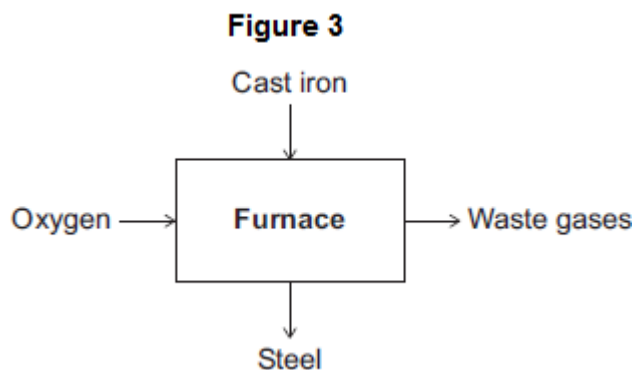 Figure 3
Cast iron
Oxygen
Furnace
Waste gases
Steel